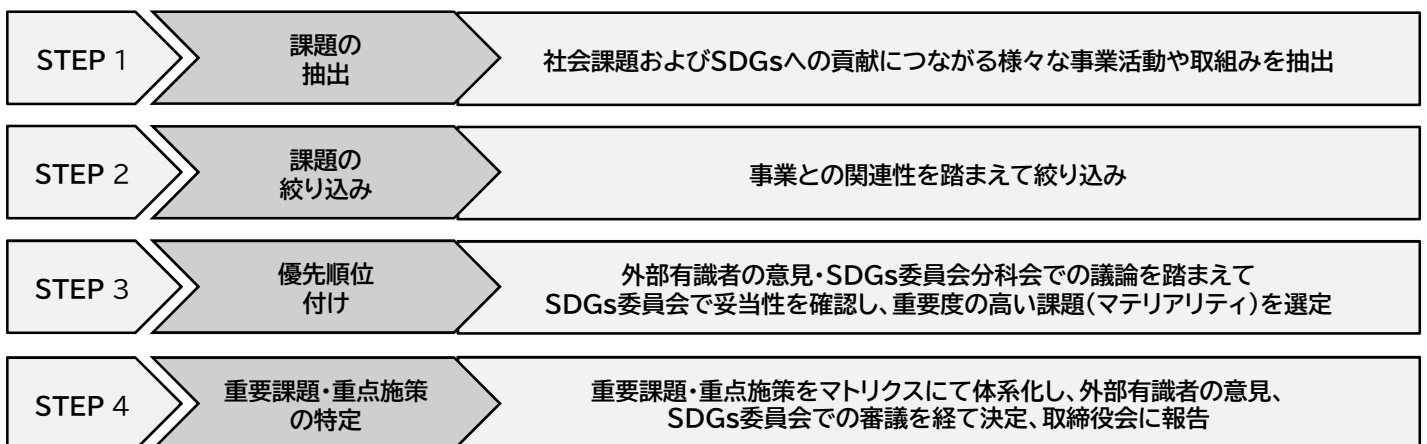 STEP 1
課題の
抽出
社会課題およびSDGsへの貢献につながる様々な事業活動や取組みを抽出
STEP 2
課題の
絞り込み
事業との関連性を踏まえて絞り込み
STEP 3
優先順位
付け
外部有識者の意見・SDGs委員会分科会での議論を踏まえて
SDGs委員会で妥当性を確認し、重要度の高い課題(マテリアリティ)を選定
STEP 4
重要課題・重点施策
の特定
重要課題・重点施策をマトリクスにて体系化し、外部有識者の意見、
SDGs委員会での審議を経て決定、取締役会に報告